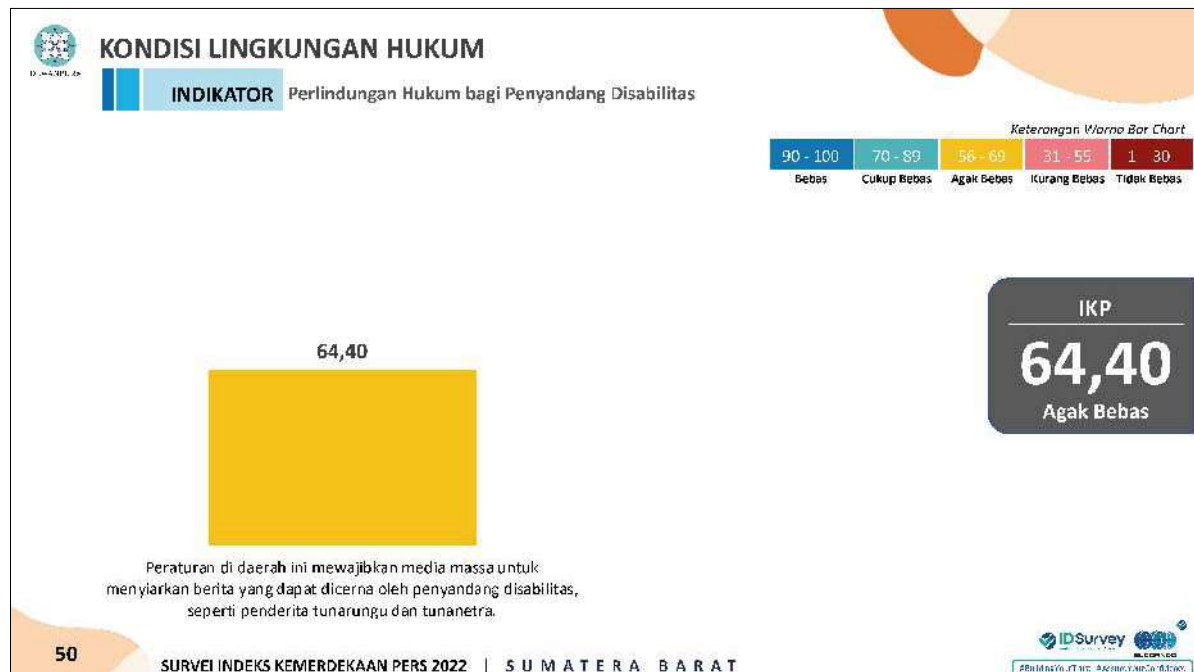 KONDISI LINGKUNGAN HUKUM
INDIKATOR Perlindungan Hukum bagi Penyandang Disabilitas
Keterangan Warna Bar Chart
90 - 100 70 - 89 56 - 69 31 - 55 1 30
Bebas Cukup Bebas Agak Bebas Kurang Bebas Tidak Bebas
IKP
64,40
Agak Bebas
64,40
Peraturan di daerah ini mewajibkan media massa untuk
menyiarkan berita yang dapat dicerna oleh penyandang disabilitas,
seperti penderita tunarungu dan tunanetra.
50
SURVEI INDEKS KEMERDEKAAN PERS 2022 | SUMATERA BARAT
IDSurvey